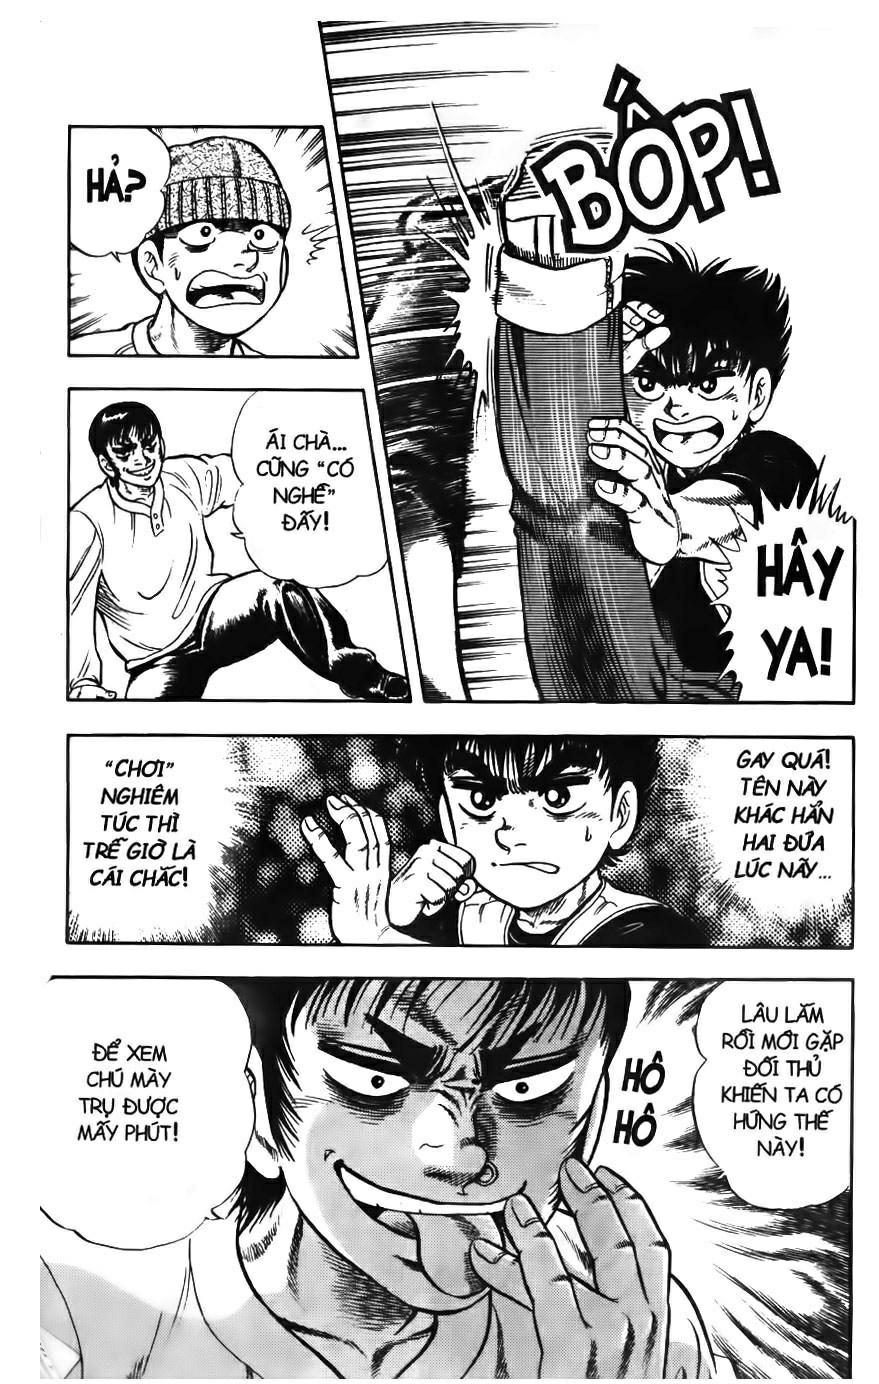 BỐP!
HÂY
YA!
HẢ?
ÁI CHÀ...
CŨNG “CÓ
NGHỀ”
ĐẤY!
GAY QUÁ!
TÊN NÀY
KHÁC HẲN
HAI ĐỨA
LÚC NÃY...
“CHƠI”
NGHIÊM
TÚC THÌ
TRỄ GIỜ LÀ
CÁI CHẮC!
LÂU LẮM
RỒI MỚI GẶP
ĐỐI THỦ
KHIẾN TA CÓ
HỨNG THẾ
NÀY!
HÔ
HÔ
ĐỂ XEM
CHÚ MÀY
TRỤ ĐƯỢC
MẤY PHÚT!